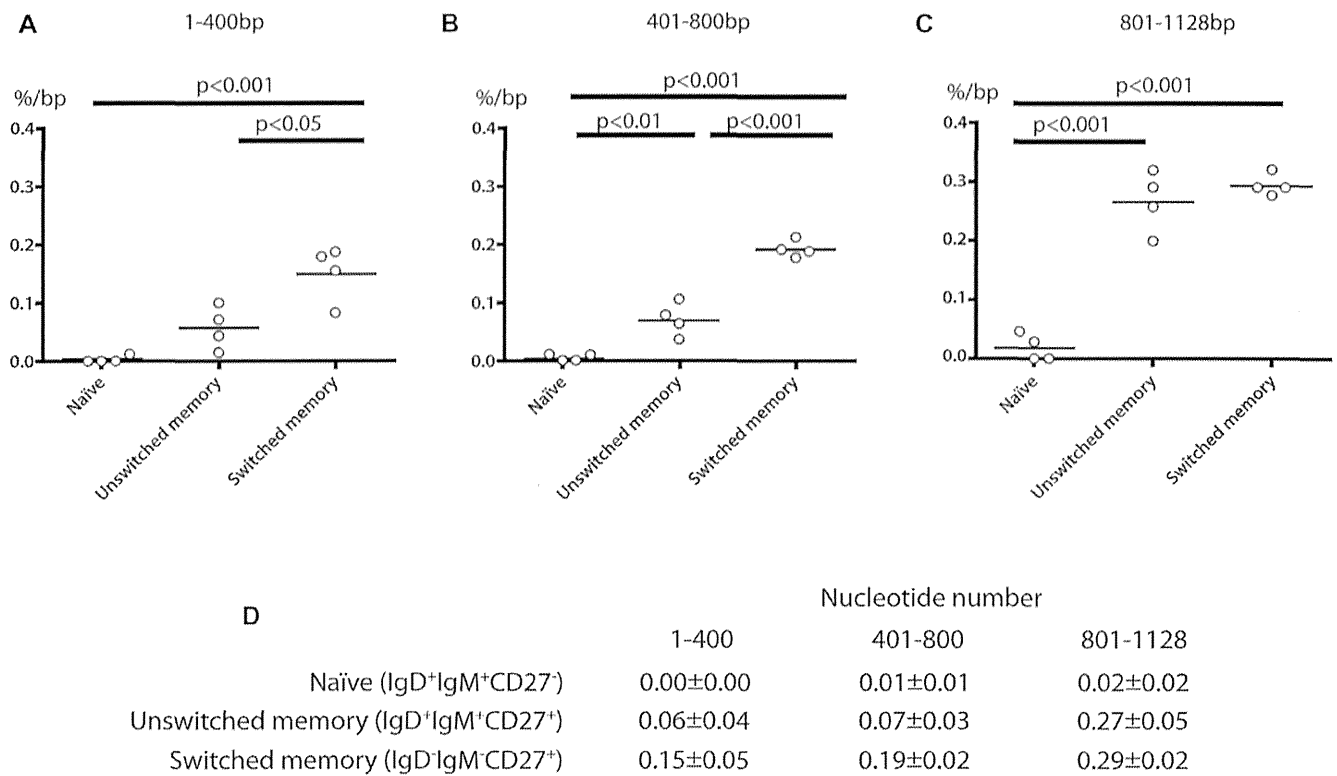 A
1-400bp
%/bp
p<0.001
p<0.05
0.4
0.3
0.2
0.1
0.0
Naïve
Unswitched memory
Switched memory
B
401-800bp
%/bp
p<0.001
p<0.01
p<0.001
0.4
0.3
0.2
0.1
0.0
Naïve
Unswitched memory
Switched memory
C
801-1128bp
%/bp
p<0.001
p<0.001
0.4
0.3
0.2
0.1
0.0
Naïve
Unswitched memory
Switched memory
D
Nucleotide number
1-400 401-800 801-1128
Naïve (IgD⁺IgM⁺CD27⁻) 0.00±0.00 0.01±0.01 0.02±0.02
Unswitched memory (IgD⁺IgM⁺CD27⁺) 0.06±0.04 0.07±0.03 0.27±0.05
Switched memory (IgD⁻IgM⁻CD27⁺) 0.15±0.05 0.19±0.02 0.29±0.02